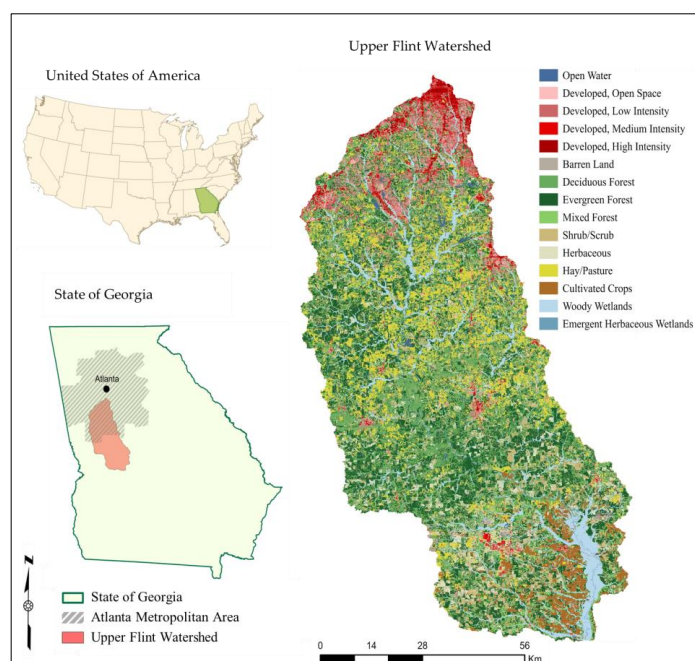 Upper Flint Watershed
United States of America
Open Water
Developed, Open Space
Developed, Low Intensity
Developed, Medium Intensity
Developed, High Intensity
Barren Land
Deciduous Forest
Evergreen Forest
Mixed Forest
Shrub/Scrub
Herbaceous
Hay/Pasture
Cultivated Crops
Woody Wetlands
Emergent Herbaceous Wetlands
State of Georgia
Atlanta
N
State of Georgia
Atlanta Metropolitan Area
Upper Flint Watershed
0 14 28 56
Km